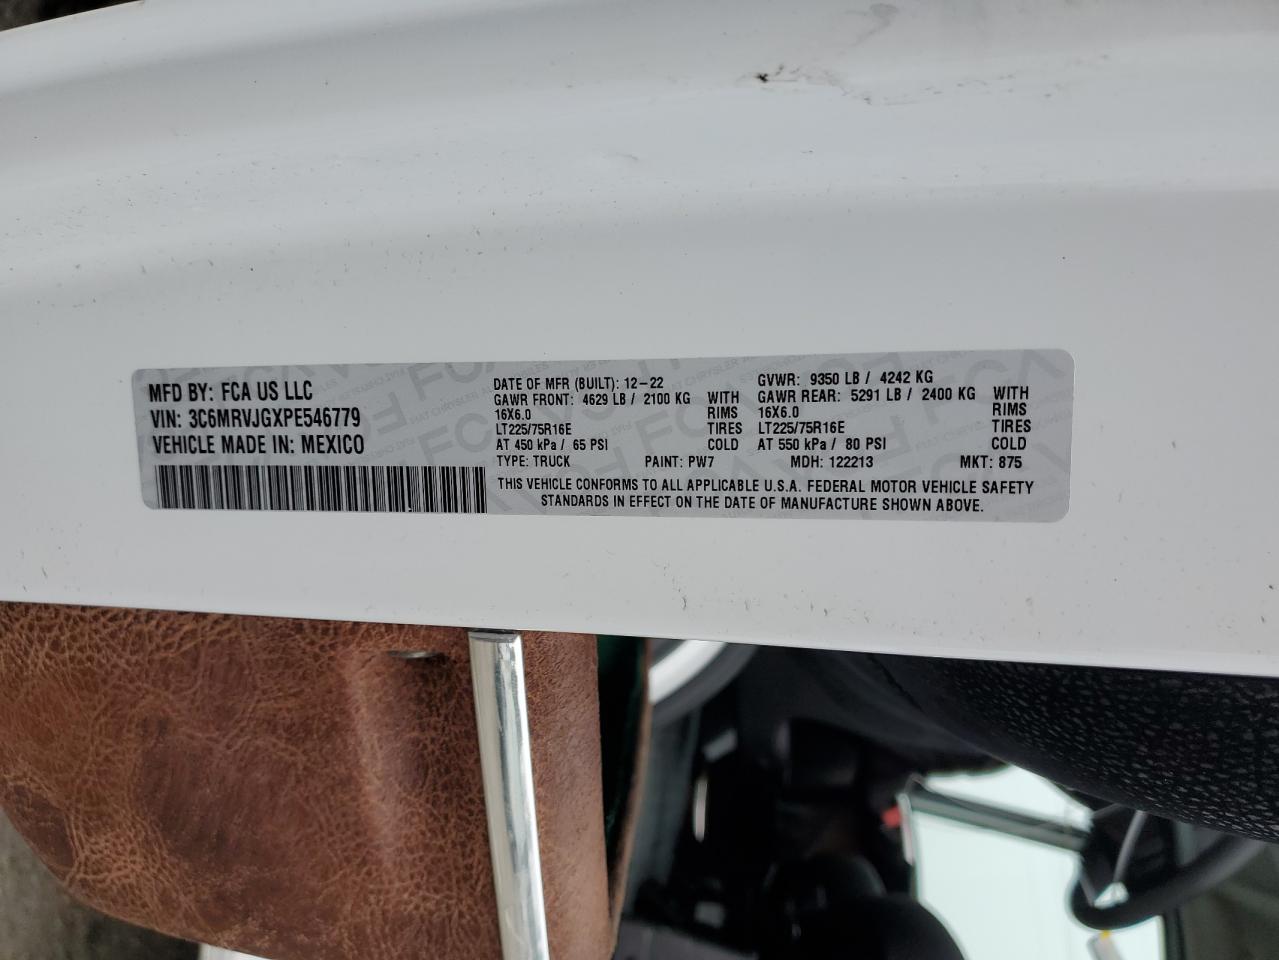 MFD BY: FCA US LLC
VIN: 3C6MRVJGXPE546779
VEHICLE MADE IN: MEXICO
DATE OF MFR (BUILT): 12-22
GAWR FRONT: 4629 LB / 2100 KG WITH
16X6.0 RIMS
LT225/75R16E TIRES
AT 450 kPa / 65 PSI COLD
GVWR: 9350 LB / 4242 KG
GAWR REAR: 5291 LB / 2400 KG WITH
16X6.0 RIMS
LT225/75R16E TIRES
AT 550 kPa / 80 PSI COLD
TYPE: TRUCK PAINT: PW7 MDH: 122213 MKT: 875
THIS VEHICLE CONFORMS TO ALL APPLICABLE U.S.A. FEDERAL MOTOR VEHICLE SAFETY
STANDARDS IN EFFECT ON THE DATE OF MANUFACTURE SHOWN ABOVE.